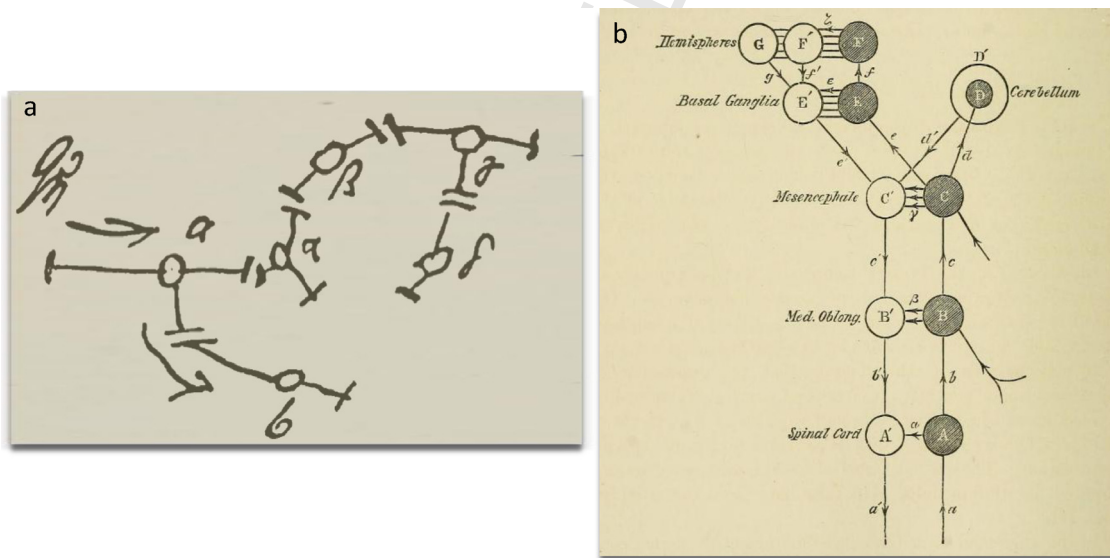 a
a
β
γ
α
δ
b
b
ζ
Hemispheres G F' F
D'
g f' ε f
Basal Ganglia E' E
D Cerebellum
e' e d' d
Mesencephale C' C
γ
c' c
β
Med. Oblong. B' B
b' b
Spinal Cord A' α A
a' a